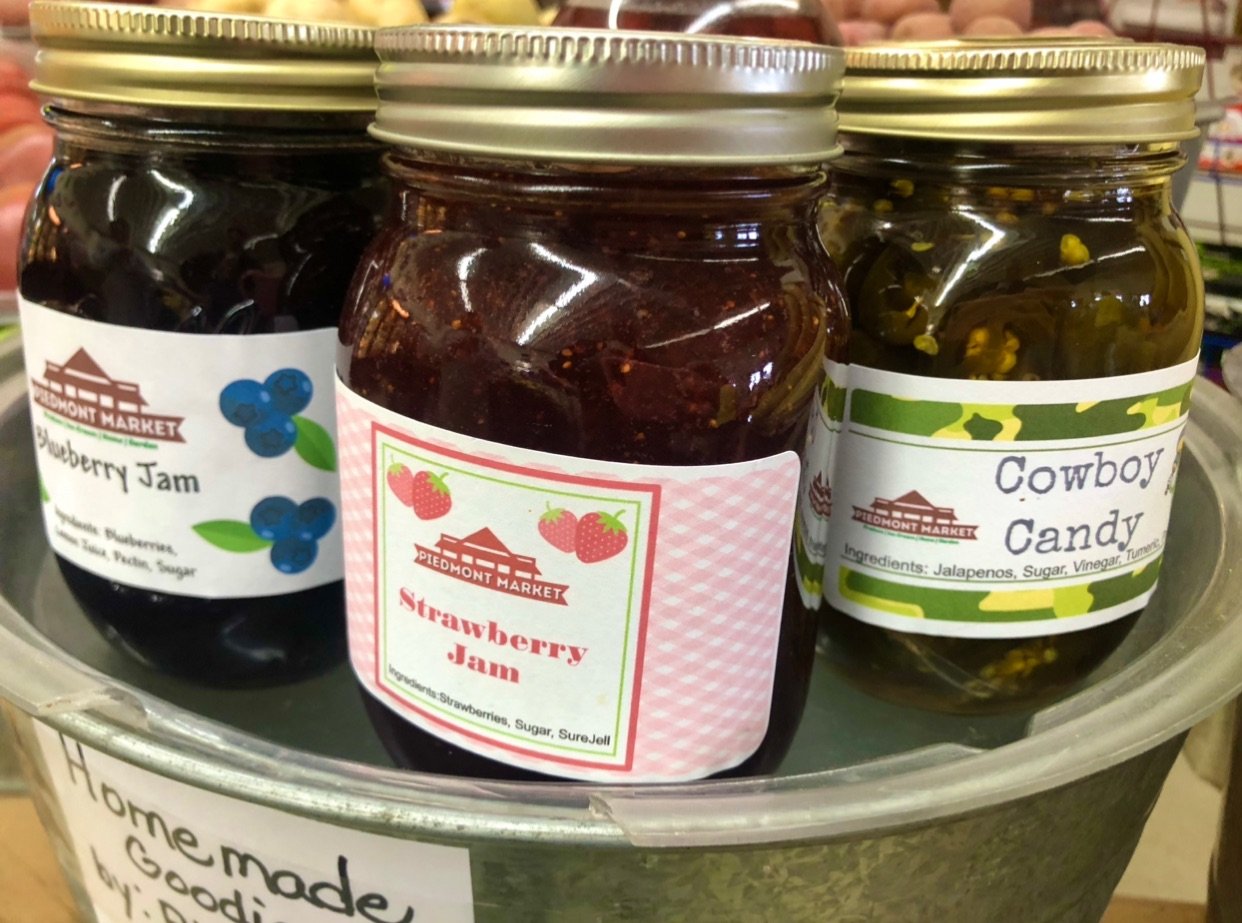 PIEDMONT MARKET
Blueberry Jam
Ingredients: Blueberries,
Lemon Juice, Pectin, Sugar
PIEDMONT MARKET
Strawberry
Jam
Ingredients:Strawberries, Sugar, SureJell
Cowboy
Candy
PIEDMONT MARKET
Ingredients: Jalapenos, Sugar, Vinegar, Tumeric,
Homemade
Goodi
by: